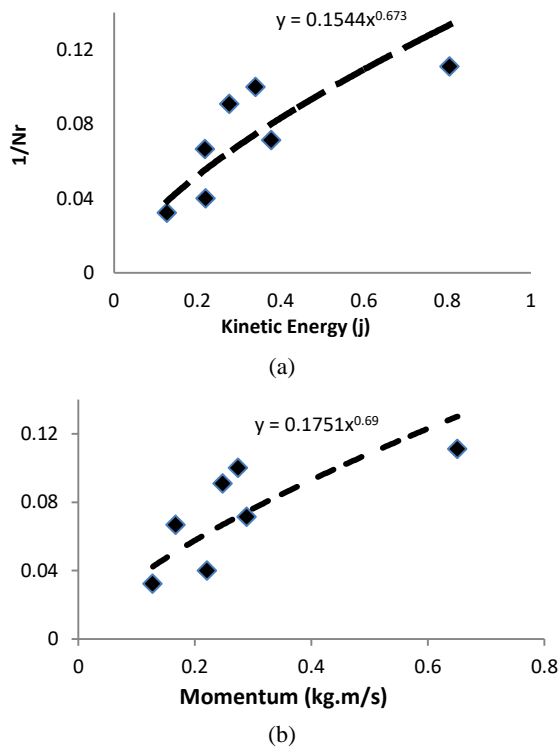 y = 0.1544x^0.673
0.12
0.08
0.04
0
1/Nr
0 0.2 0.4 0.6 0.8 1
Kinetic Energy (j)
(a)
y = 0.1751x^0.69
0.12
0.08
0.04
0
0 0.2 0.4 0.6 0.8
Momentum (kg.m/s)
(b)